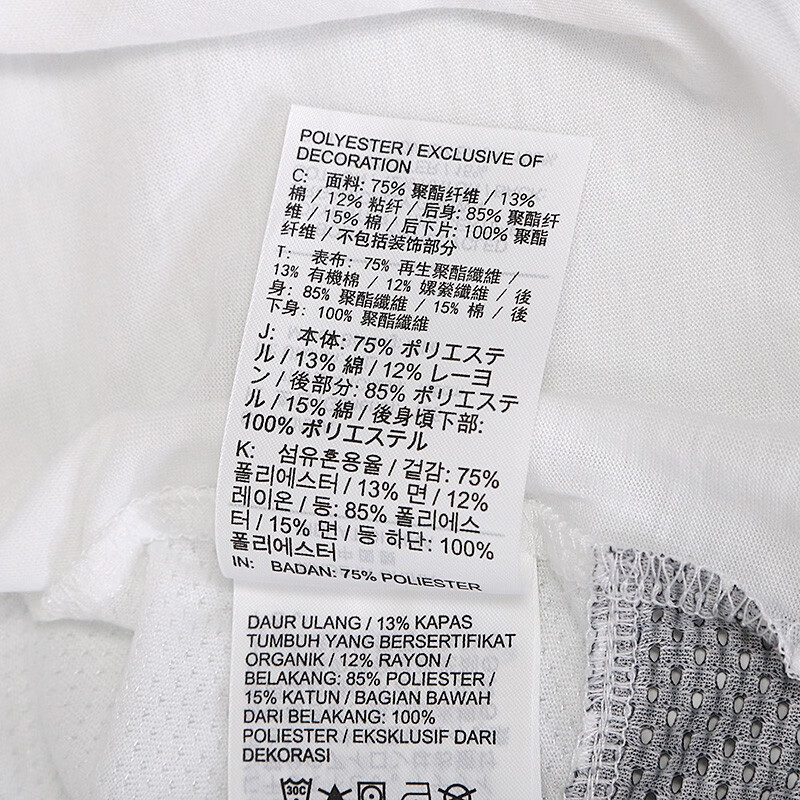 POLYESTER / EXCLUSIVE OF
DECORATION
C: 面料: 75% 聚酯纤维 / 13%
棉 / 12% 粘纤 / 后身: 85% 聚酯纤
维 / 15% 棉 / 后下片: 100% 聚酯
纤维 / 不包括装饰部分
T: 表布: 75% 再生聚酯纖維 /
13% 有機棉 / 12% 嫘縈纖維 / 後
身: 85% 聚酯纖維 / 15% 棉 / 後
下身: 100% 聚酯纖維
J: 本体: 75% ポリエステ
ル / 13% 綿 / 12% レーヨ
ン / 後部分: 85% ポリエステ
ル / 15% 綿 / 後身頃下部:
100% ポリエステル
K: 섬유혼용율 / 겉감: 75%
폴리에스터 / 13% 면 / 12%
레이온 / 등: 85% 폴리에스
터 / 15% 면 / 등 하단: 100%
폴리에스터
IN: BADAN: 75% POLIESTER
DAUR ULANG / 13% KAPAS
TUMBUH YANG BERSERTIFIKAT
ORGANIK / 12% RAYON /
BELAKANG: 85% POLIESTER /
15% KATUN / BAGIAN BAWAH
DARI BELAKANG: 100%
POLIESTER / EKSKLUSIF DARI
DEKORASI
30C